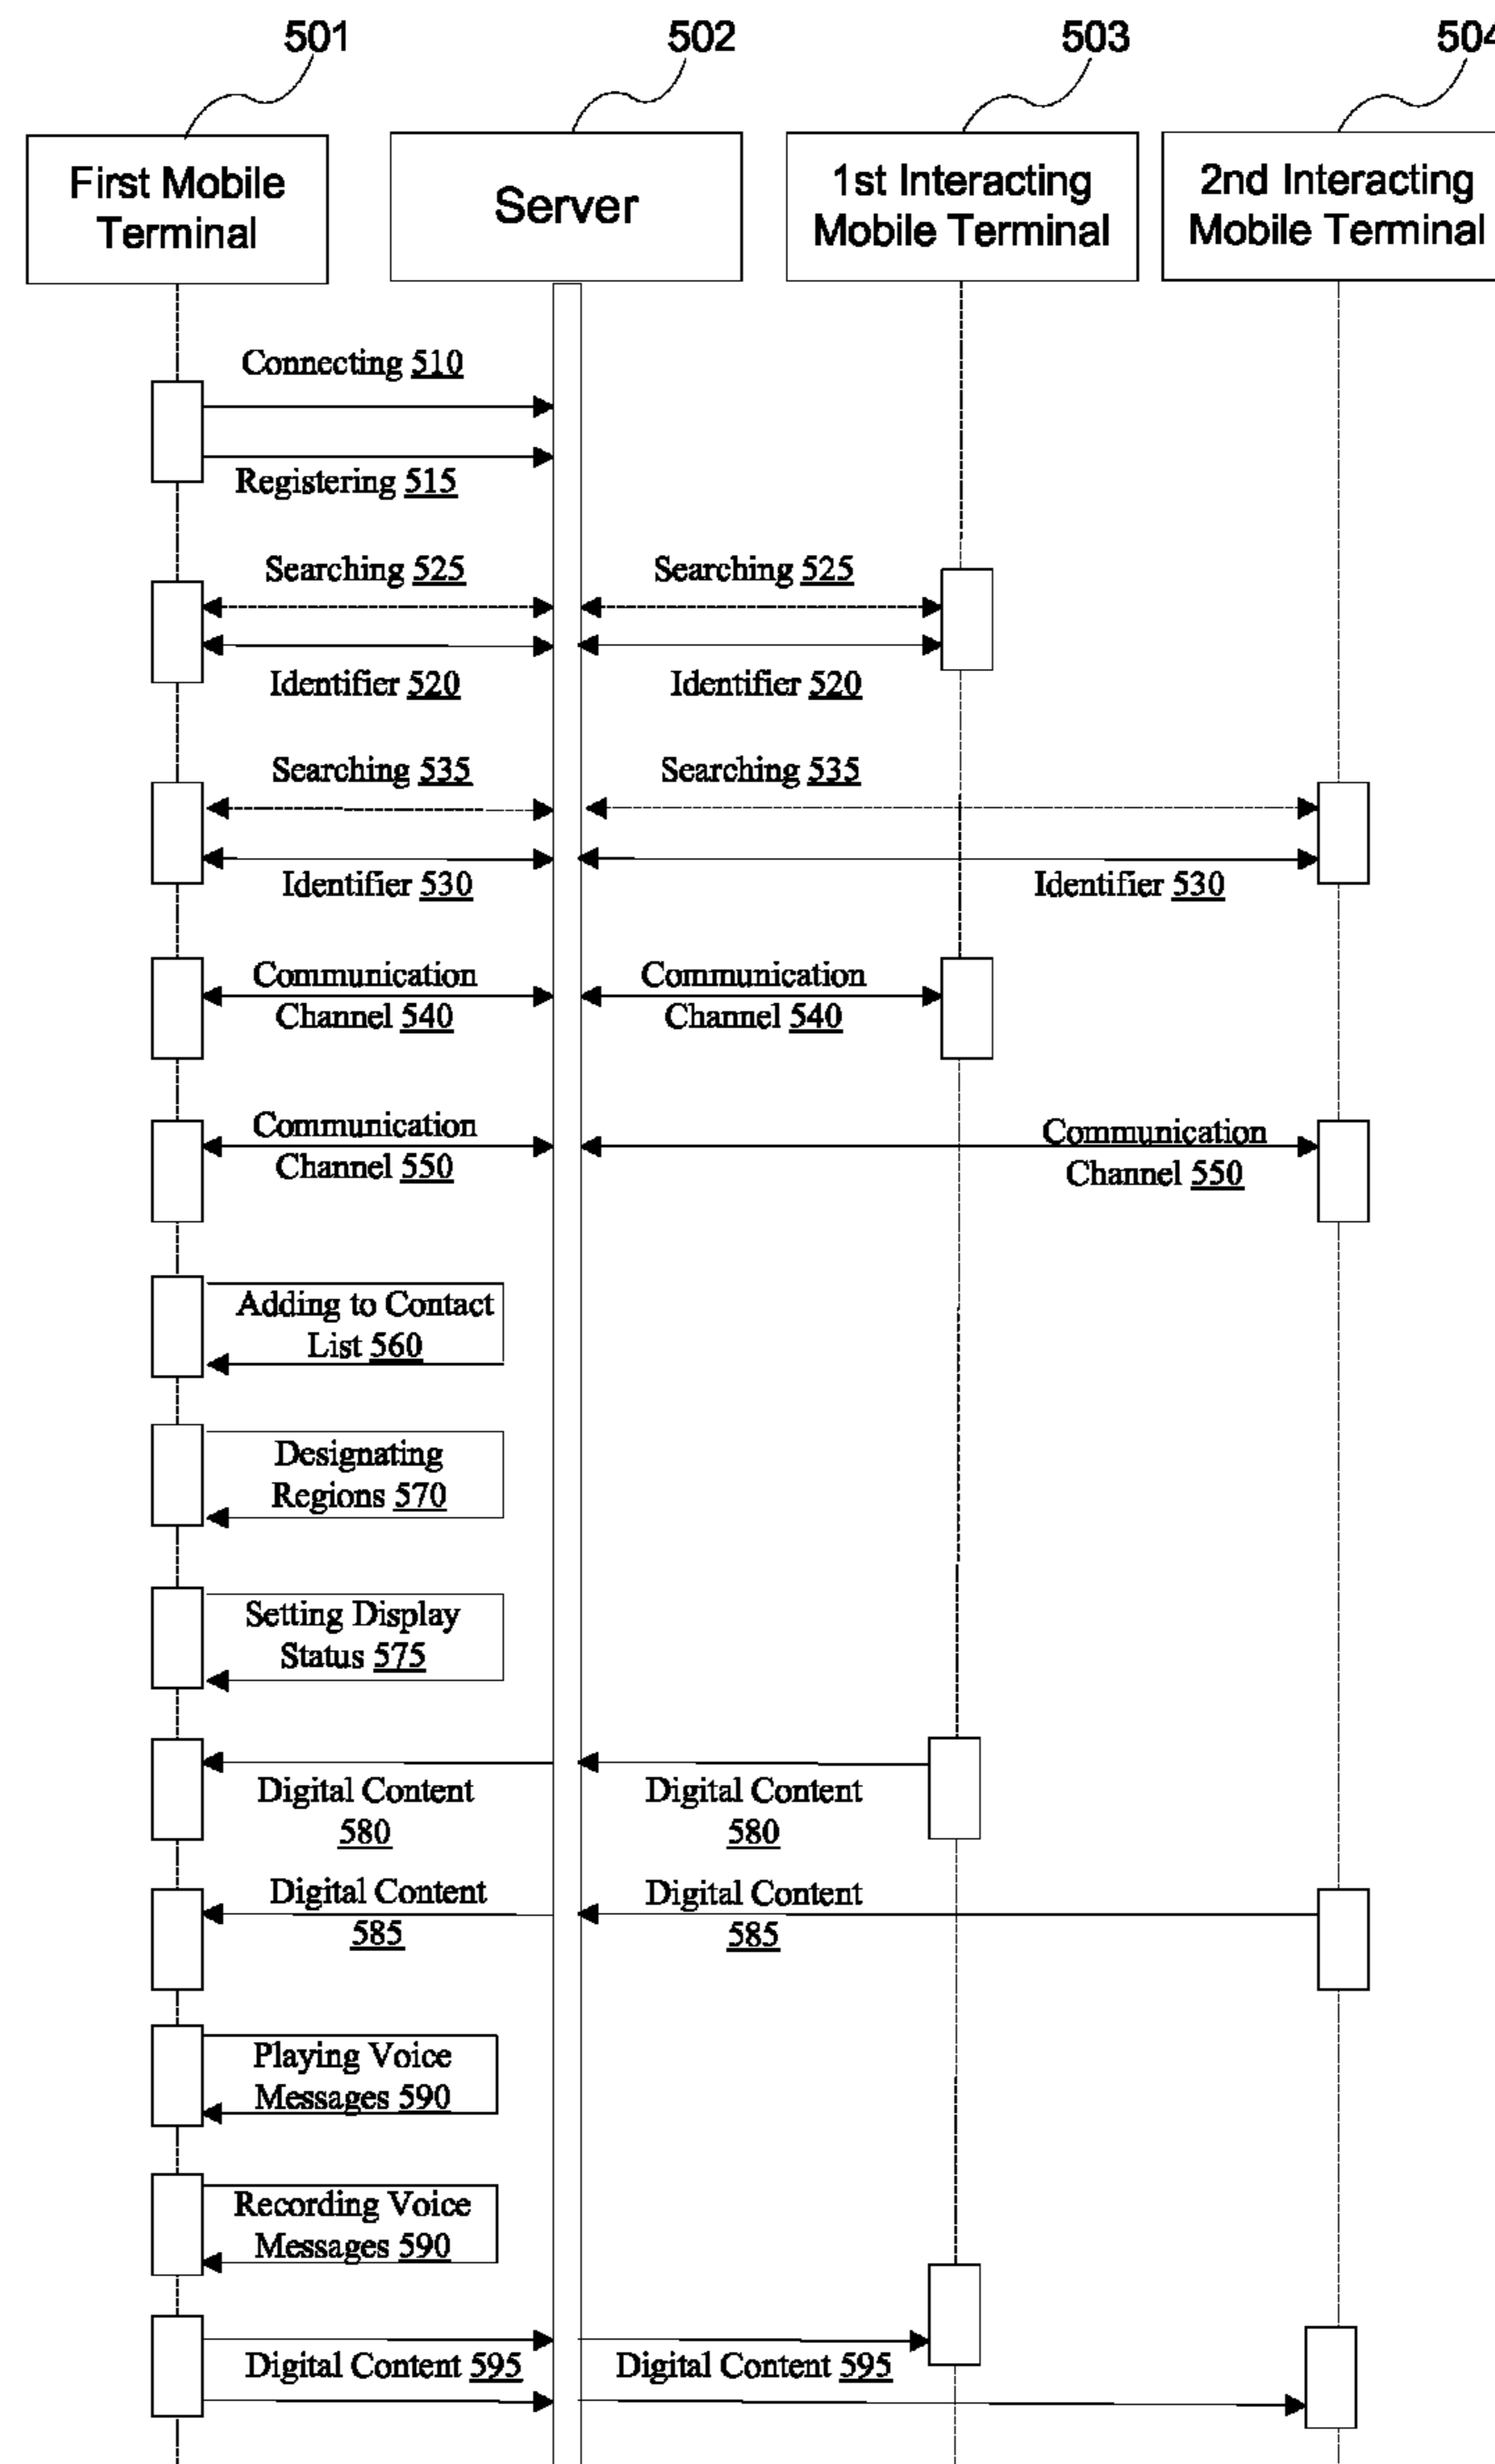 501
502
503
504
First Mobile
Terminal
Server
1st Interacting
Mobile Terminal
2nd Interacting
Mobile Terminal
Connecting 510
Registering 515
Searching 525
Searching 525
Identifier 520
Identifier 520
Searching 535
Searching 535
Identifier 530
Identifier 530
Communication
Channel 540
Communication
Channel 540
Communication
Channel 550
Communication
Channel 550
Adding to Contact
List 560
Designating
Regions 570
Setting Display
Status 575
Digital Content
580
Digital Content
580
Digital Content
585
Digital Content
585
Playing Voice
Messages 590
Recording Voice
Messages 590
Digital Content 595
Digital Content 595